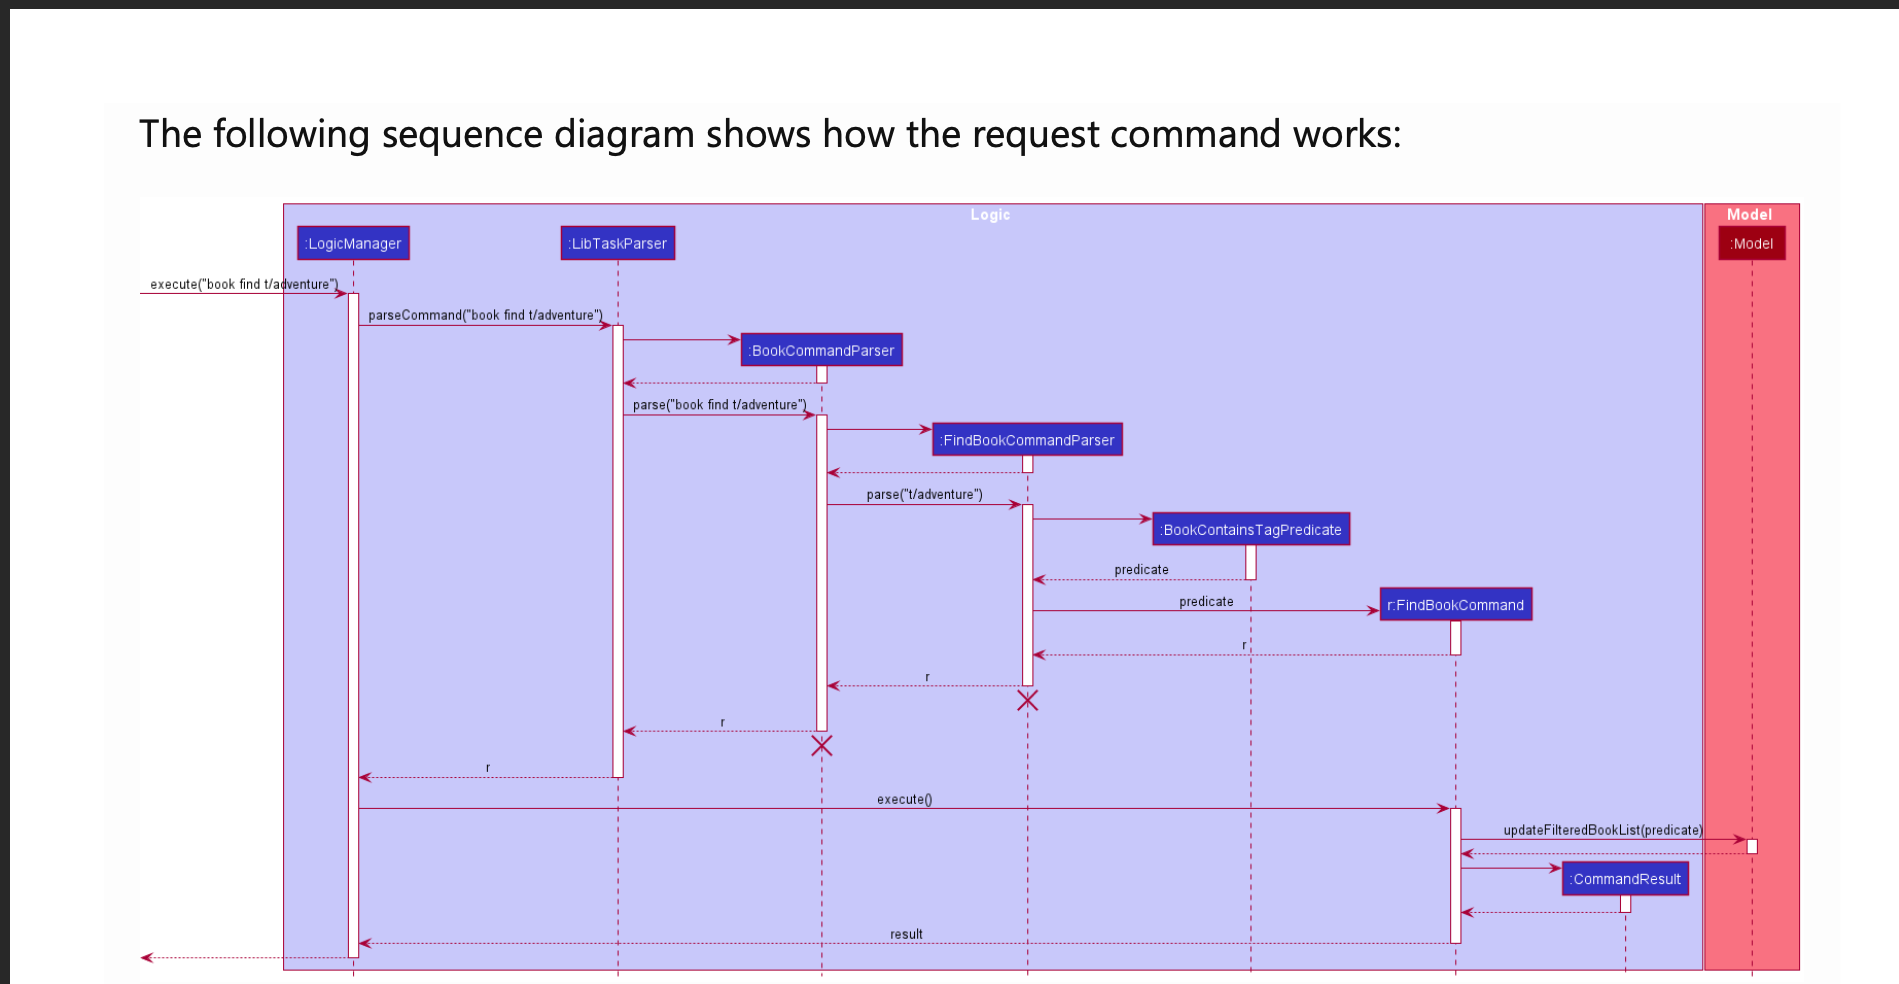 The following sequence diagram shows how the request command works:
Logic
Model
:LogicManager
:LibTaskParser
:Model
execute("book find t/adventure")
parseCommand("book find t/adventure")
:BookCommandParser
parse("book find t/adventure")
:FindBookCommandParser
parse("t/adventure")
:BookContainsTagPredicate
predicate
predicate
r:FindBookCommand
r
r
r
r
execute()
updateFilteredBookList(predicate)
:CommandResult
result